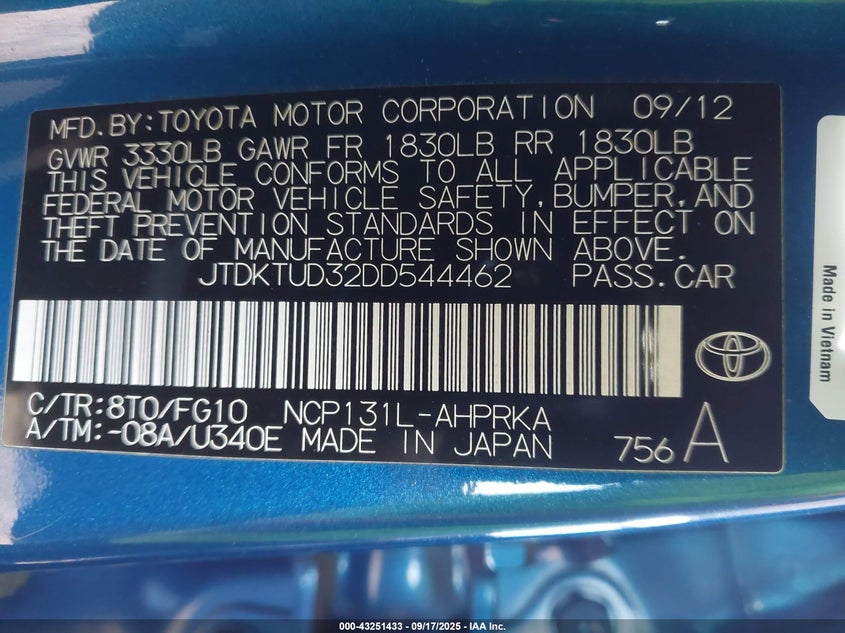 MFD.BY:TOYOTA MOTOR CORPORATION 09/12
GVWR 3330LB GAWR FR 1830LB RR 1830LB
THIS VEHICLE CONFORMS TO ALL APPLICABLE
FEDERAL MOTOR VEHICLE SAFETY,BUMPER,AND
THEFT PREVENTION STANDARDS IN EFFECT ON
THE DATE OF MANUFACTURE SHOWN ABOVE.
JTDKTUD32DD544462 PASS.CAR
C/TR:8T0/FG10 NCP131L-AHPRKA
A/TM:-08A/U340E MADE IN JAPAN
756 A
Made in Vietnam
000-43251433 - 09/17/2025 - IAA Inc.